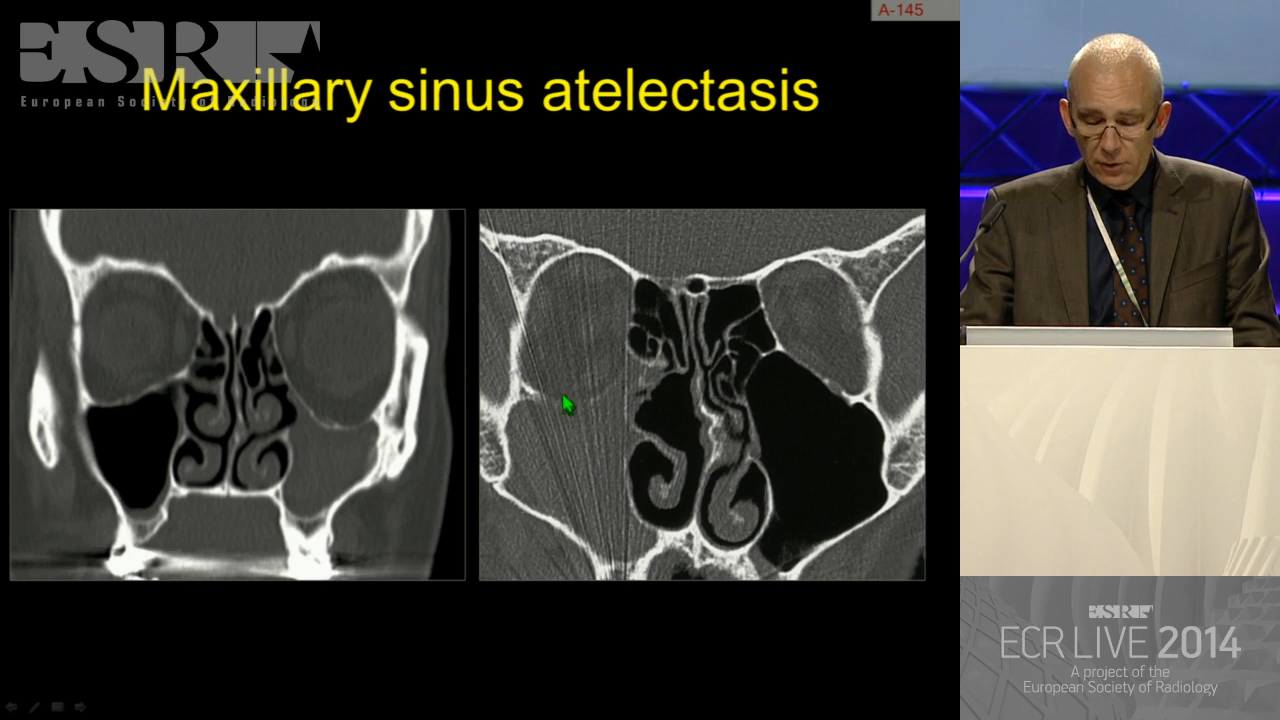 A-145
ESR
European Society of Radiology
Maxillary sinus atelectasis
ESR
ECR LIVE 2014
A project of the
European Society of Radiology